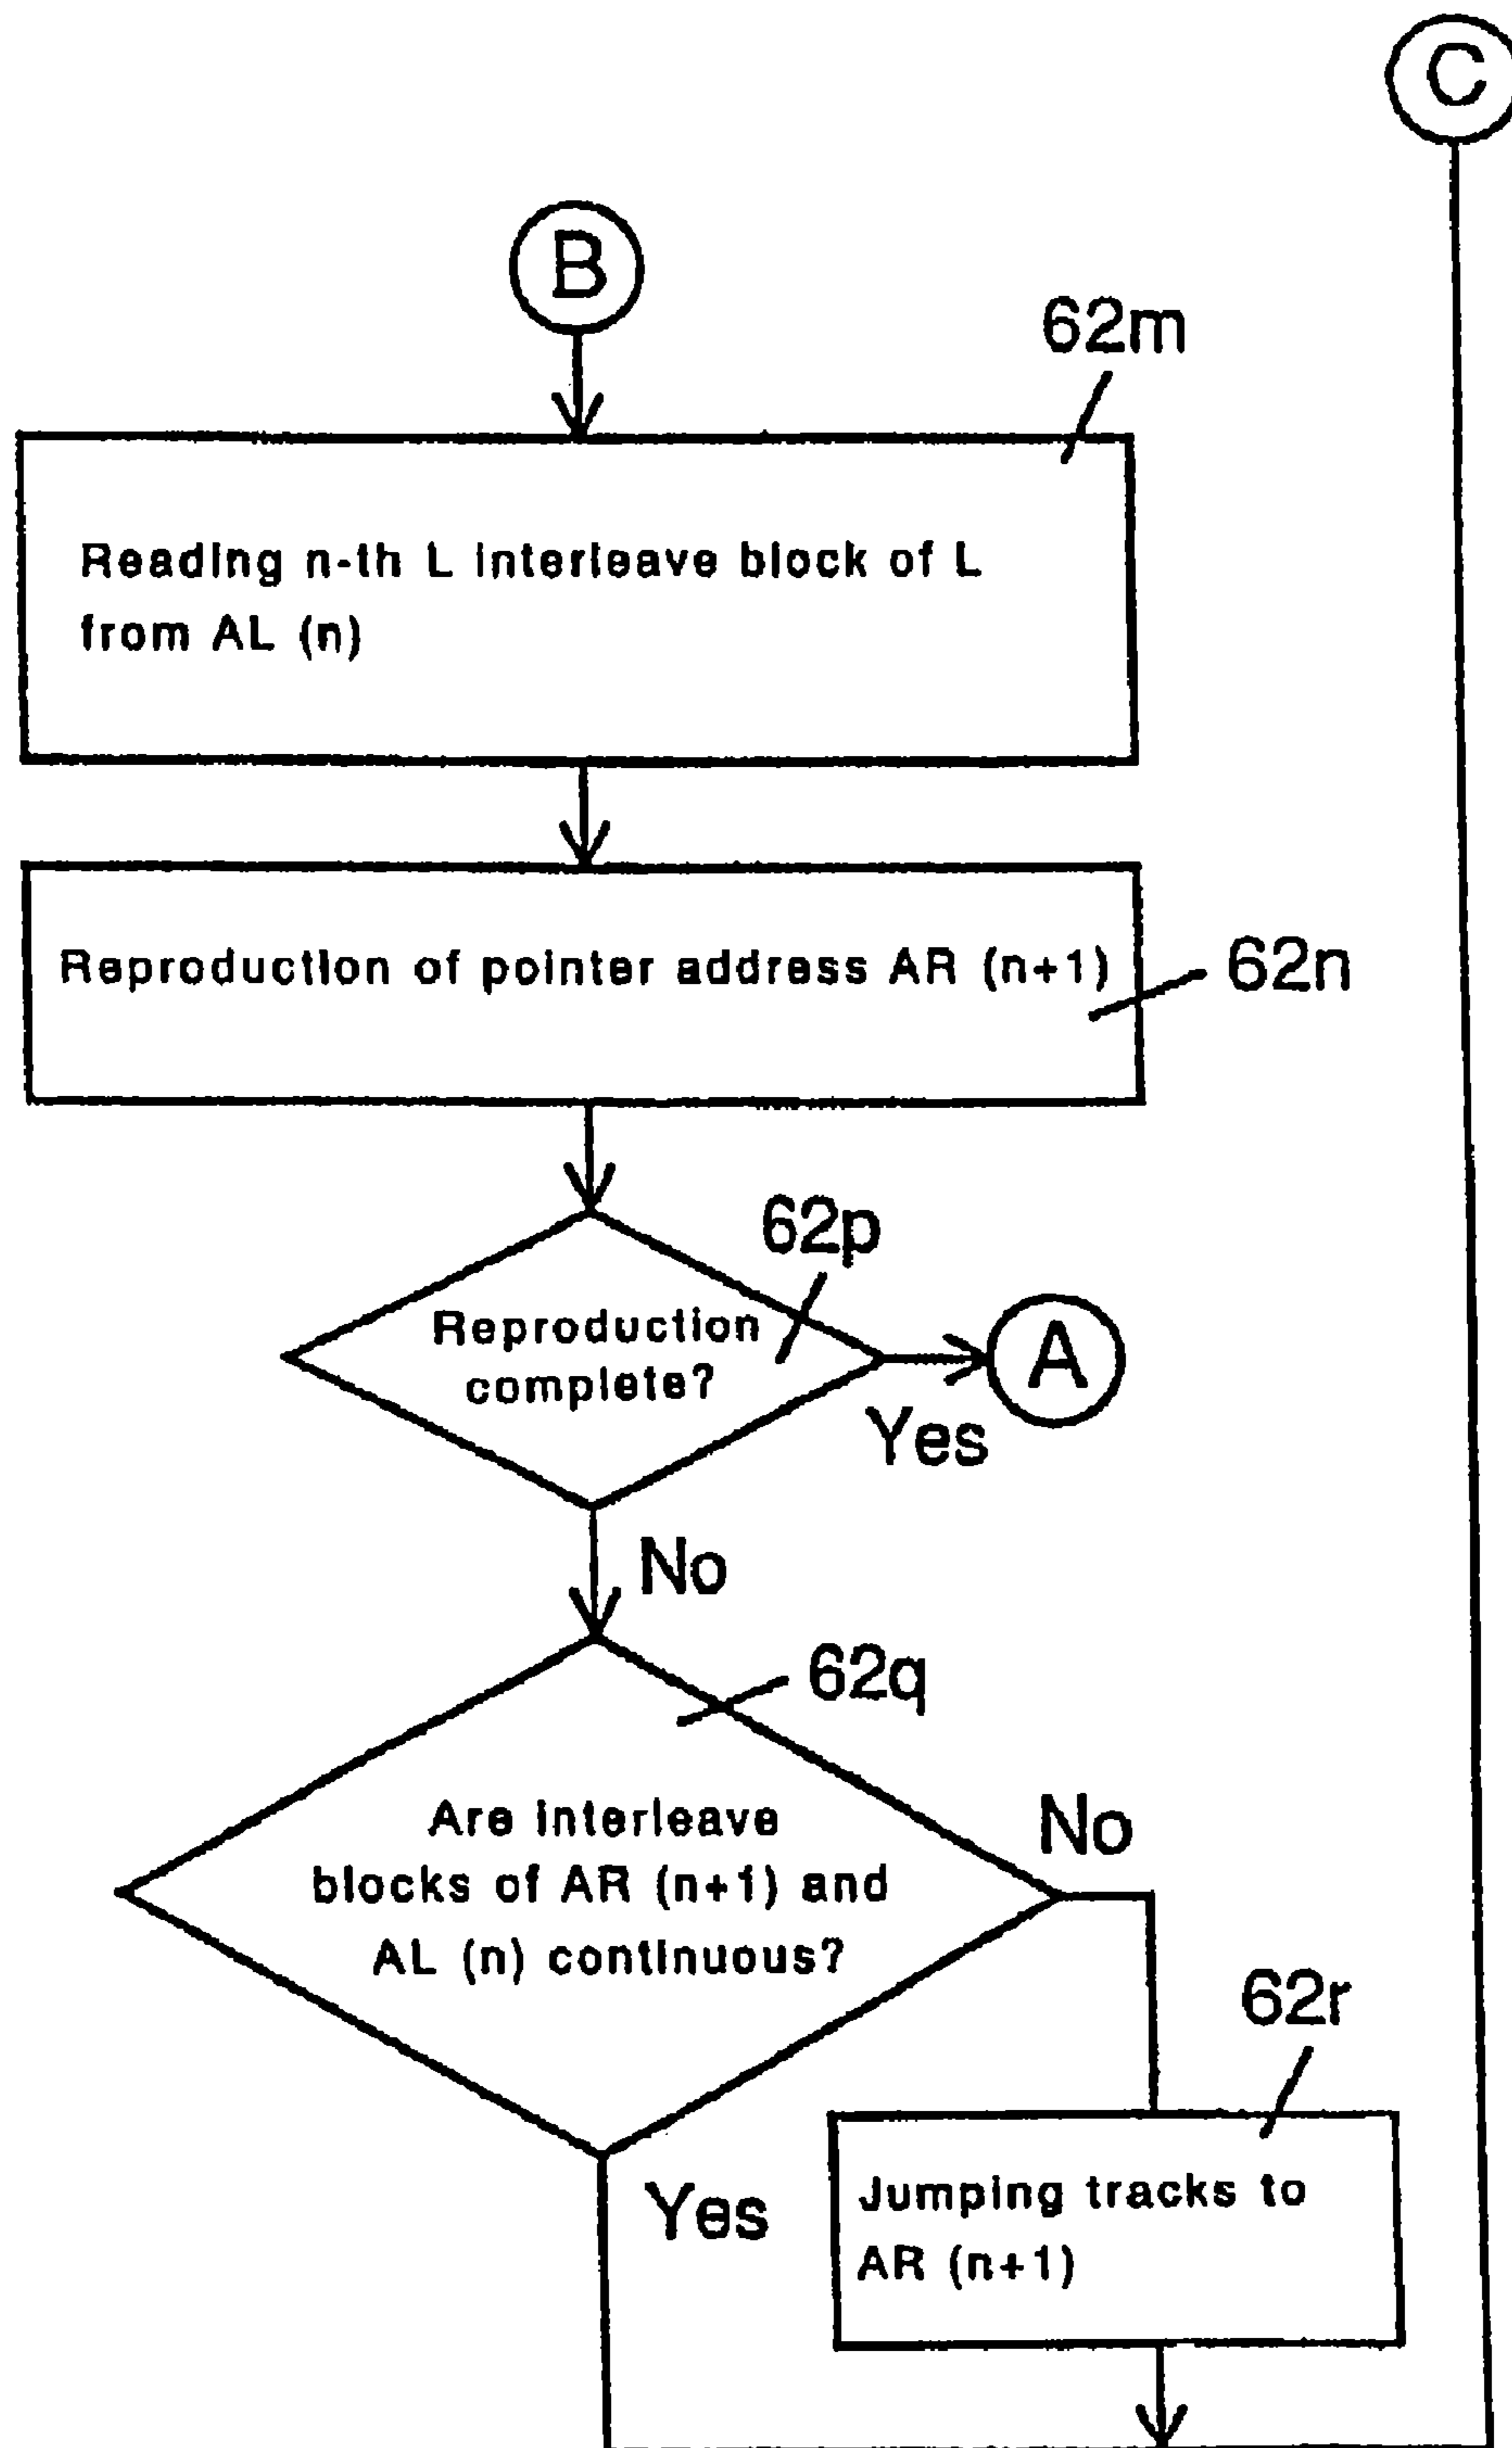 C
B
62m
Reading n-th L interleave block of L
from AL (n)
Reproduction of pointer address AR (n+1)
62n
62p
Reproduction
complete?
A
Yes
No
62q
Are interleave
blocks of AR (n+1) and
AL (n) continuous?
No
62r
Yes
Jumping tracks to
AR (n+1)